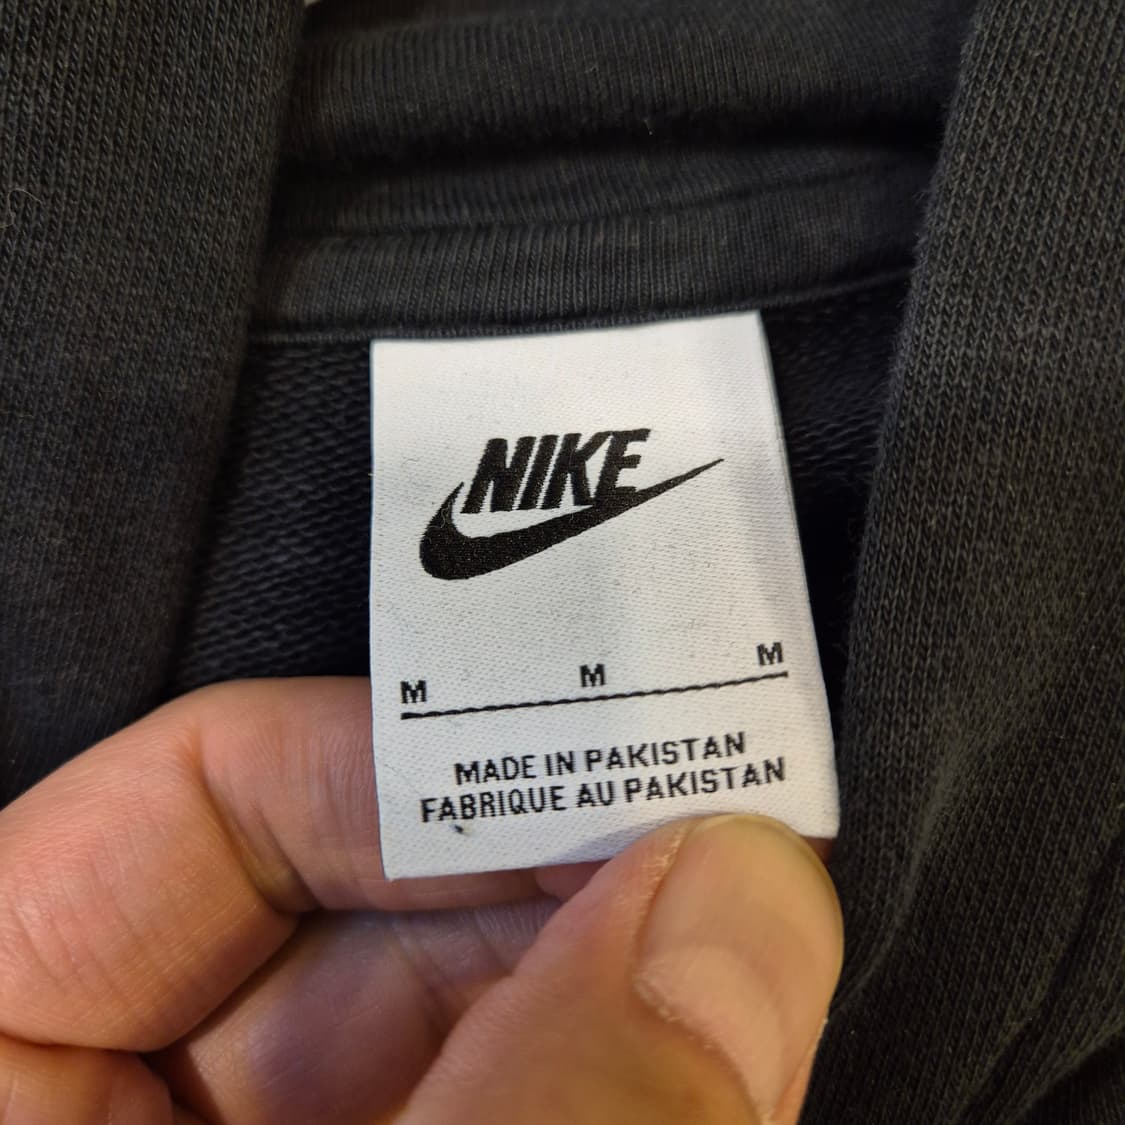 NIKE
M M M
MADE IN PAKISTAN
FABRIQUE AU PAKISTAN